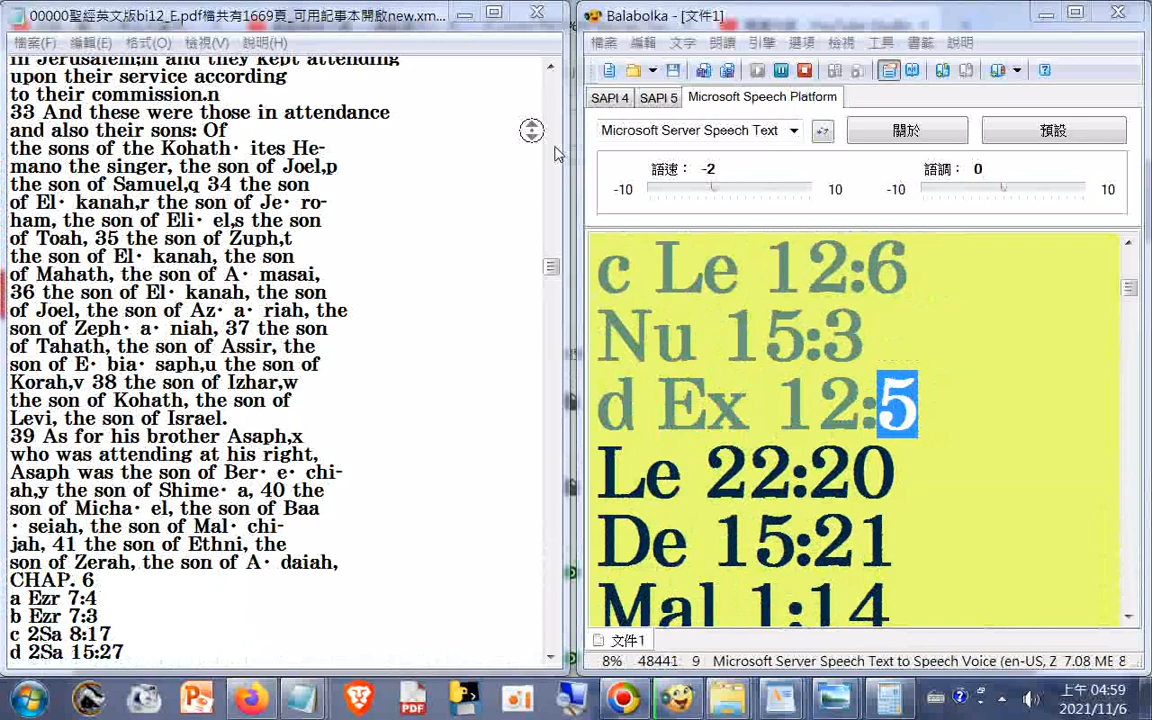 00000聖經英文版bi12_E.pdf檔共有1669頁_可用記事本開啟new.xm...
檔案(F) 編輯(E) 格式(O) 檢視(V) 說明(H)
in Jerusalem;m and they kept attending
upon their service according
to their commission.n
33 And these were those in attendance
and also their sons: Of
the sons of the Kohath· ites He-
mano the singer, the son of Joel,p
the son of Samuel,q 34 the son
of El· kanah,r the son of Je· ro-
ham, the son of Eli· el,s the son
of Toah, 35 the son of Zuph,t
the son of El· kanah, the son
of Mahath, the son of A· masai,
36 the son of El· kanah, the son
of Joel, the son of Az· a· riah, the
son of Zeph· a· niah, 37 the son
of Tahath, the son of Assir, the
son of E· bia· saph,u the son of
Korah,v 38 the son of Izhar,w
the son of Kohath, the son of
Levi, the son of Israel.
39 As for his brother Asaph,x
who was attending at his right,
Asaph was the son of Ber· e· chi-
ah,y the son of Shime· a, 40 the
son of Micha· el, the son of Baa
· seiah, the son of Mal· chi-
jah, 41 the son of Ethni, the
son of Zerah, the son of A· daiah,
CHAP. 6
a Ezr 7:4
b Ezr 7:3
c 2Sa 8:17
d 2Sa 15:27
Balabolka - [文件1]
檔案 編輯 文字 朗讀 引擎 選項 檢視 工具 書籤 說明
SAPI 4 SAPI 5 Microsoft Speech Platform
Microsoft Server Speech Text 關於 預設
語速: -2 語調: 0
-10 10 -10 10
c Le 12:6
Nu 15:3
d Ex 12:5
Le 22:20
De 15:21
Mal 1:14
文件1
8% 48441: 9 Microsoft Server Speech Text to Speech Voice (en-US, Z 7.08 ME 8
PDF
上午 04:59
2021/11/6